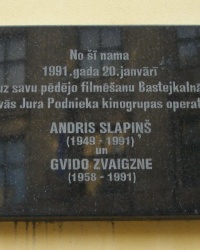 No šī nama
1991.gada 20.janvārī
uz savu pēdējo filmēšanu Bastejkalnā
Jura Podnieka kinogrupas operat
ANDRIS SLAPIŅŠ
(1949 - 1991)
un
GVIDO ZVAIGZNE
(1958 - 1991)